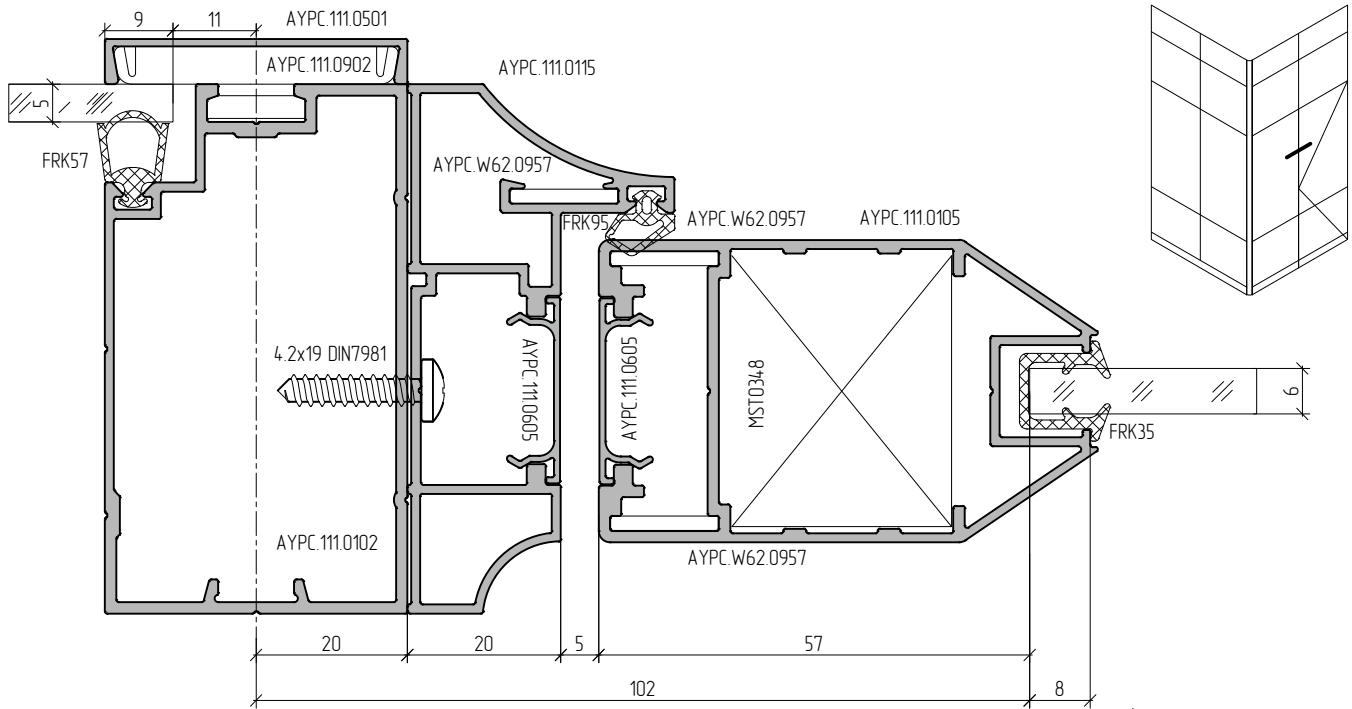 9
11
AYPC.111.0501
AYPC.111.0902
AYPC.111.0115
5
FRK57
AYPC.W62.0957
FRK95
AYPC.W62.0957
AYPC.111.0105
4.2x19 DIN7981
AYPC.111.0605
AYPC.111.0605
MST0348
6
FRK35
AYPC.111.0102
AYPC.W62.0957
20
20
5
57
102
8